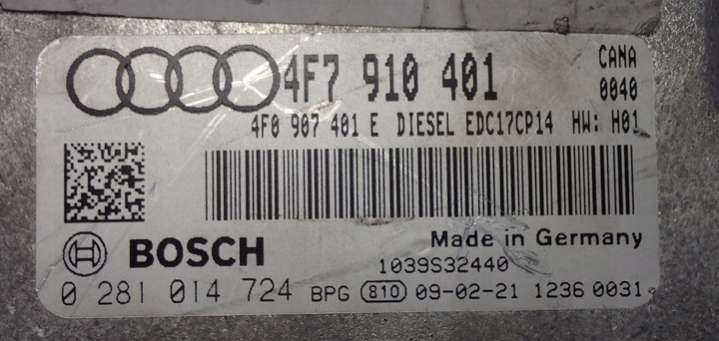 4F7 910 401 CANA
0040
4F0 907 401 E DIESEL EDC17CP14 HW: H01
BOSCH Made in Germany
1039S32440
0 281 014 724 BPG 810 09-02-21 1236 0031